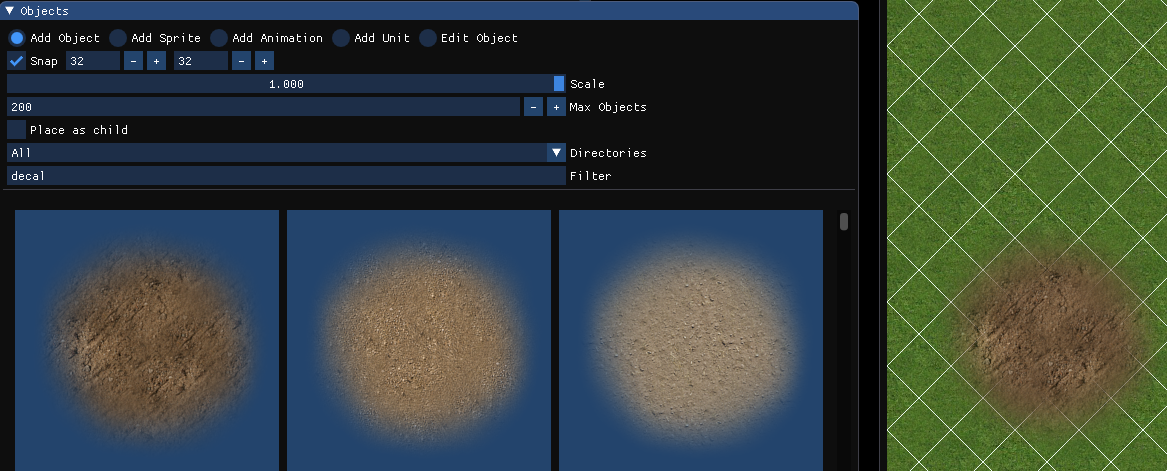 Objects
Add Object Add Sprite Add Animation Add Unit Edit Object
Snap 32 - + 32 - +
1.000 Scale
200 - + Max Objects
Place as child
All Directories
decal Filter